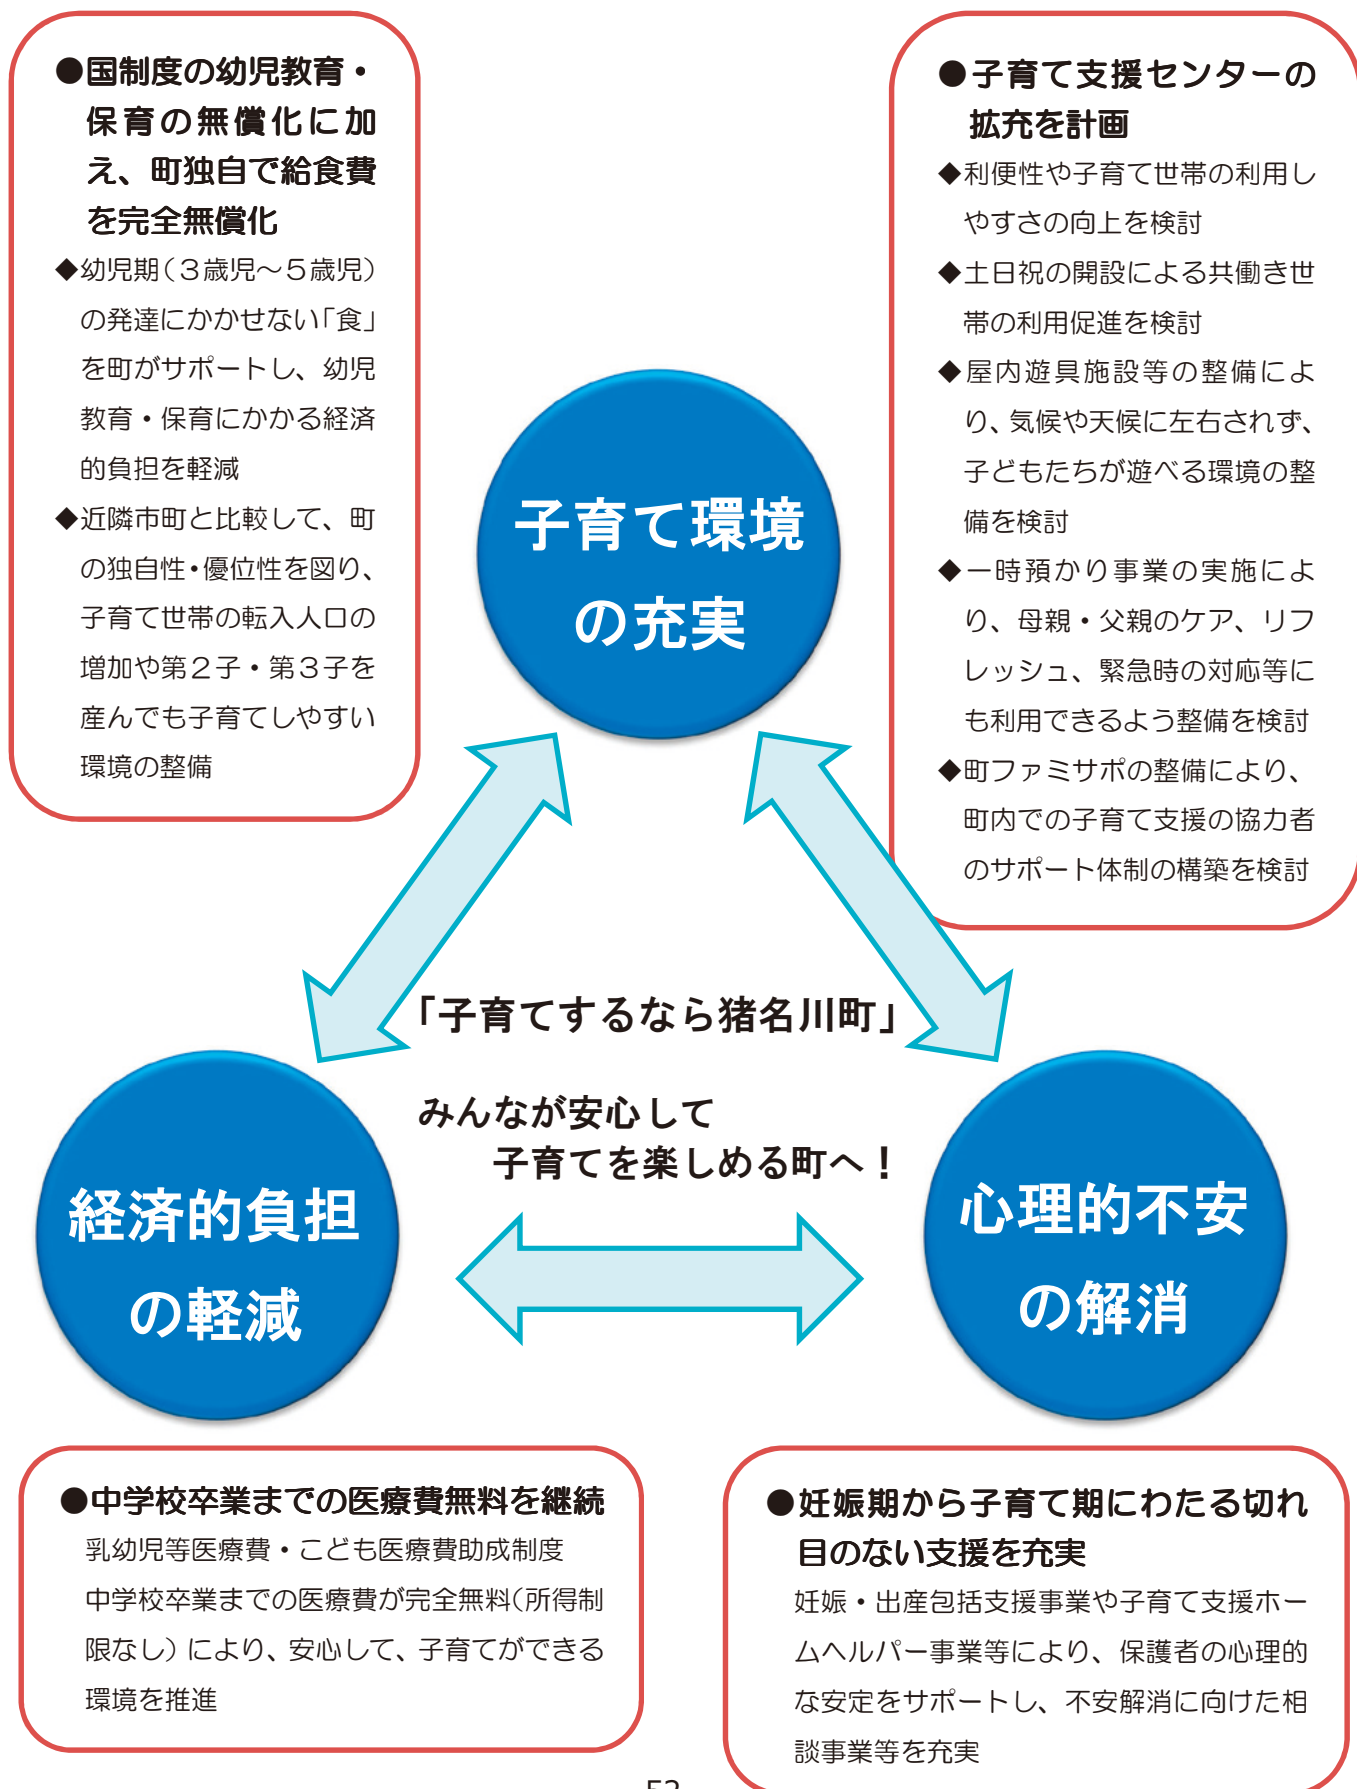 ●国制度の幼児教育・
保育の無償化に加
え、町独自で給食費
を完全無償化
◆幼児期（３歳児～５歳児）
の発達にかかせない「食」
を町がサポートし、幼児
教育・保育にかかる経済
的負担を軽減
◆近隣市町と比較して、町
の独自性・優位性を図り、
子育て世帯の転入人口の
増加や第２子・第３子を
産んでも子育てしやすい
環境の整備
●子育て支援センターの
拡充を計画
◆利便性や子育て世帯の利用し
やすさの向上を検討
◆土日祝の開設による共働き世
帯の利用促進を検討
◆屋内遊具施設等の整備によ
り、気候や天候に左右されず、
子どもたちが遊べる環境の整
備を検討
◆一時預かり事業の実施によ
り、母親・父親のケア、リフ
レッシュ、緊急時の対応等に
も利用できるよう整備を検討
◆町ファミサポの整備により、
町内での子育て支援の協力者
のサポート体制の構築を検討
子育て環境
の充実
「子育てするなら猪名川町」
みんなが安心して
子育てを楽しめる町へ！
経済的負担
の軽減
心理的不安
の解消
●中学校卒業までの医療費無料を継続
乳幼児等医療費・こども医療費助成制度
中学校卒業までの医療費が完全無料（所得制
限なし）により、安心して、子育てができる
環境を推進
●妊娠期から子育て期にわたる切れ
目のない支援を充実
妊娠・出産包括支援事業や子育て支援ホー
ムヘルパー事業等により、保護者の心理的
な安定をサポートし、不安解消に向けた相
談事業等を充実